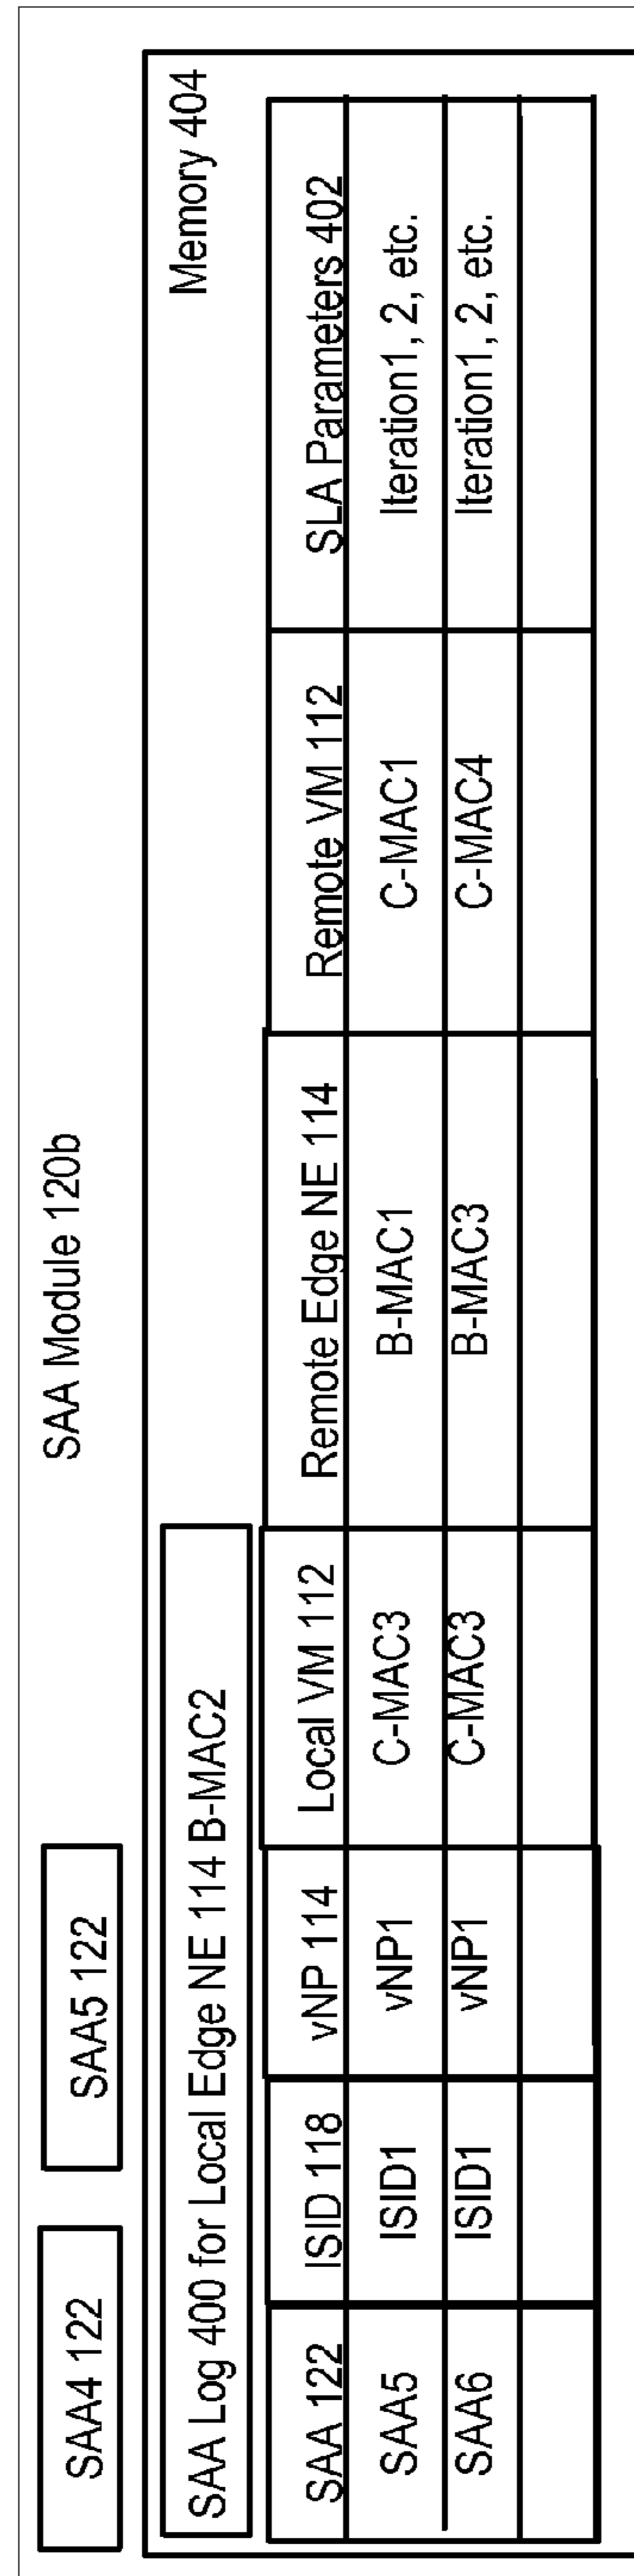 SAA Module 120b
SAA4 122
SAA5 122
Memory 404
SAA Log 400 for Local Edge NE 114 B-MAC2
SAA 122 ISID 118 vNP 114 Local VM 112 Remote Edge NE 114 Remote VM 112 SLA Parameters 402
SAA5 ISID1 vNP1 C-MAC3 B-MAC1 C-MAC1 Iteration1, 2, etc.
SAA6 ISID1 vNP1 C-MAC3 B-MAC3 C-MAC4 Iteration1, 2, etc.